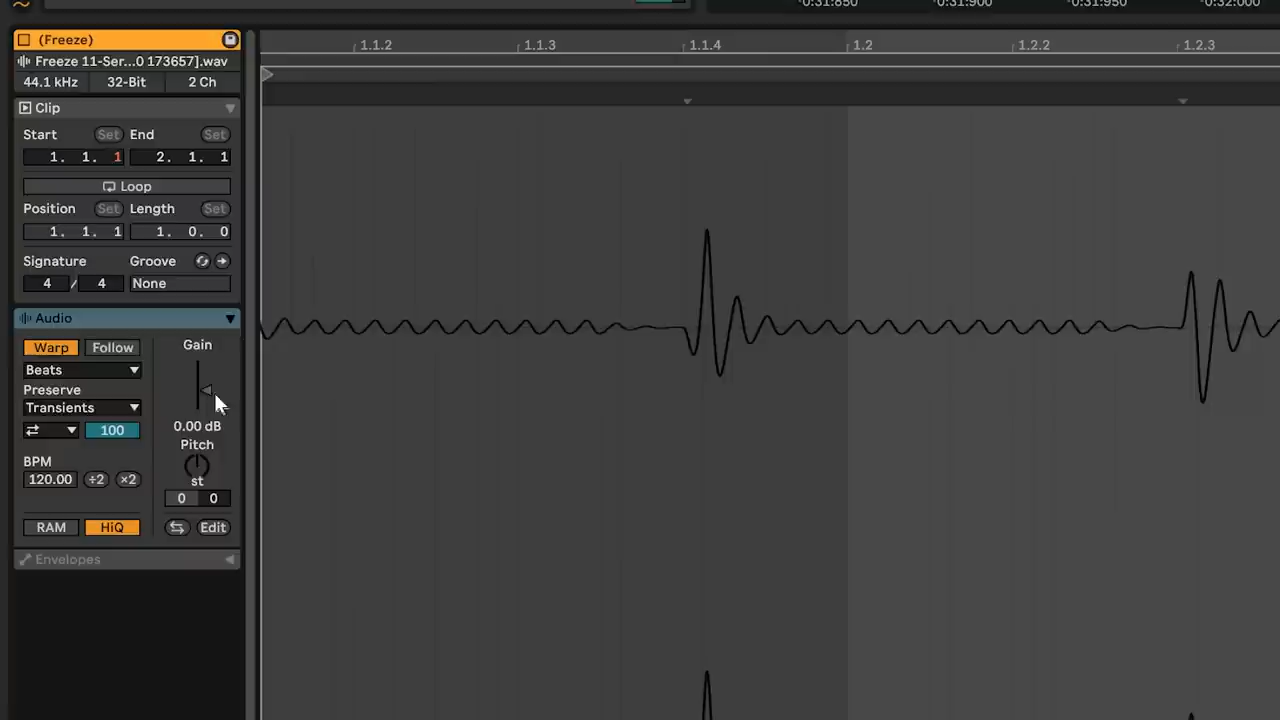 0:31:850 0:31:900 0:31:950 0:32:000
(Freeze)
Freeze 11-Ser...0 173657].wav
44.1 kHz 32-Bit 2 Ch
1.1.2 1.1.3 1.1.4 1.2 1.2.2 1.2.3
Clip
Start Set End Set
1. 1. 1 2. 1. 1
Loop
Position Set Length Set
1. 1. 1 1. 0. 0
Signature Groove
4 / 4 None
Audio
Warp Follow Gain
Beats
Preserve
Transients
100 0.00 dB
Pitch
BPM
120.00 ÷2 ×2 st
0 0
RAM HiQ Edit
Envelopes